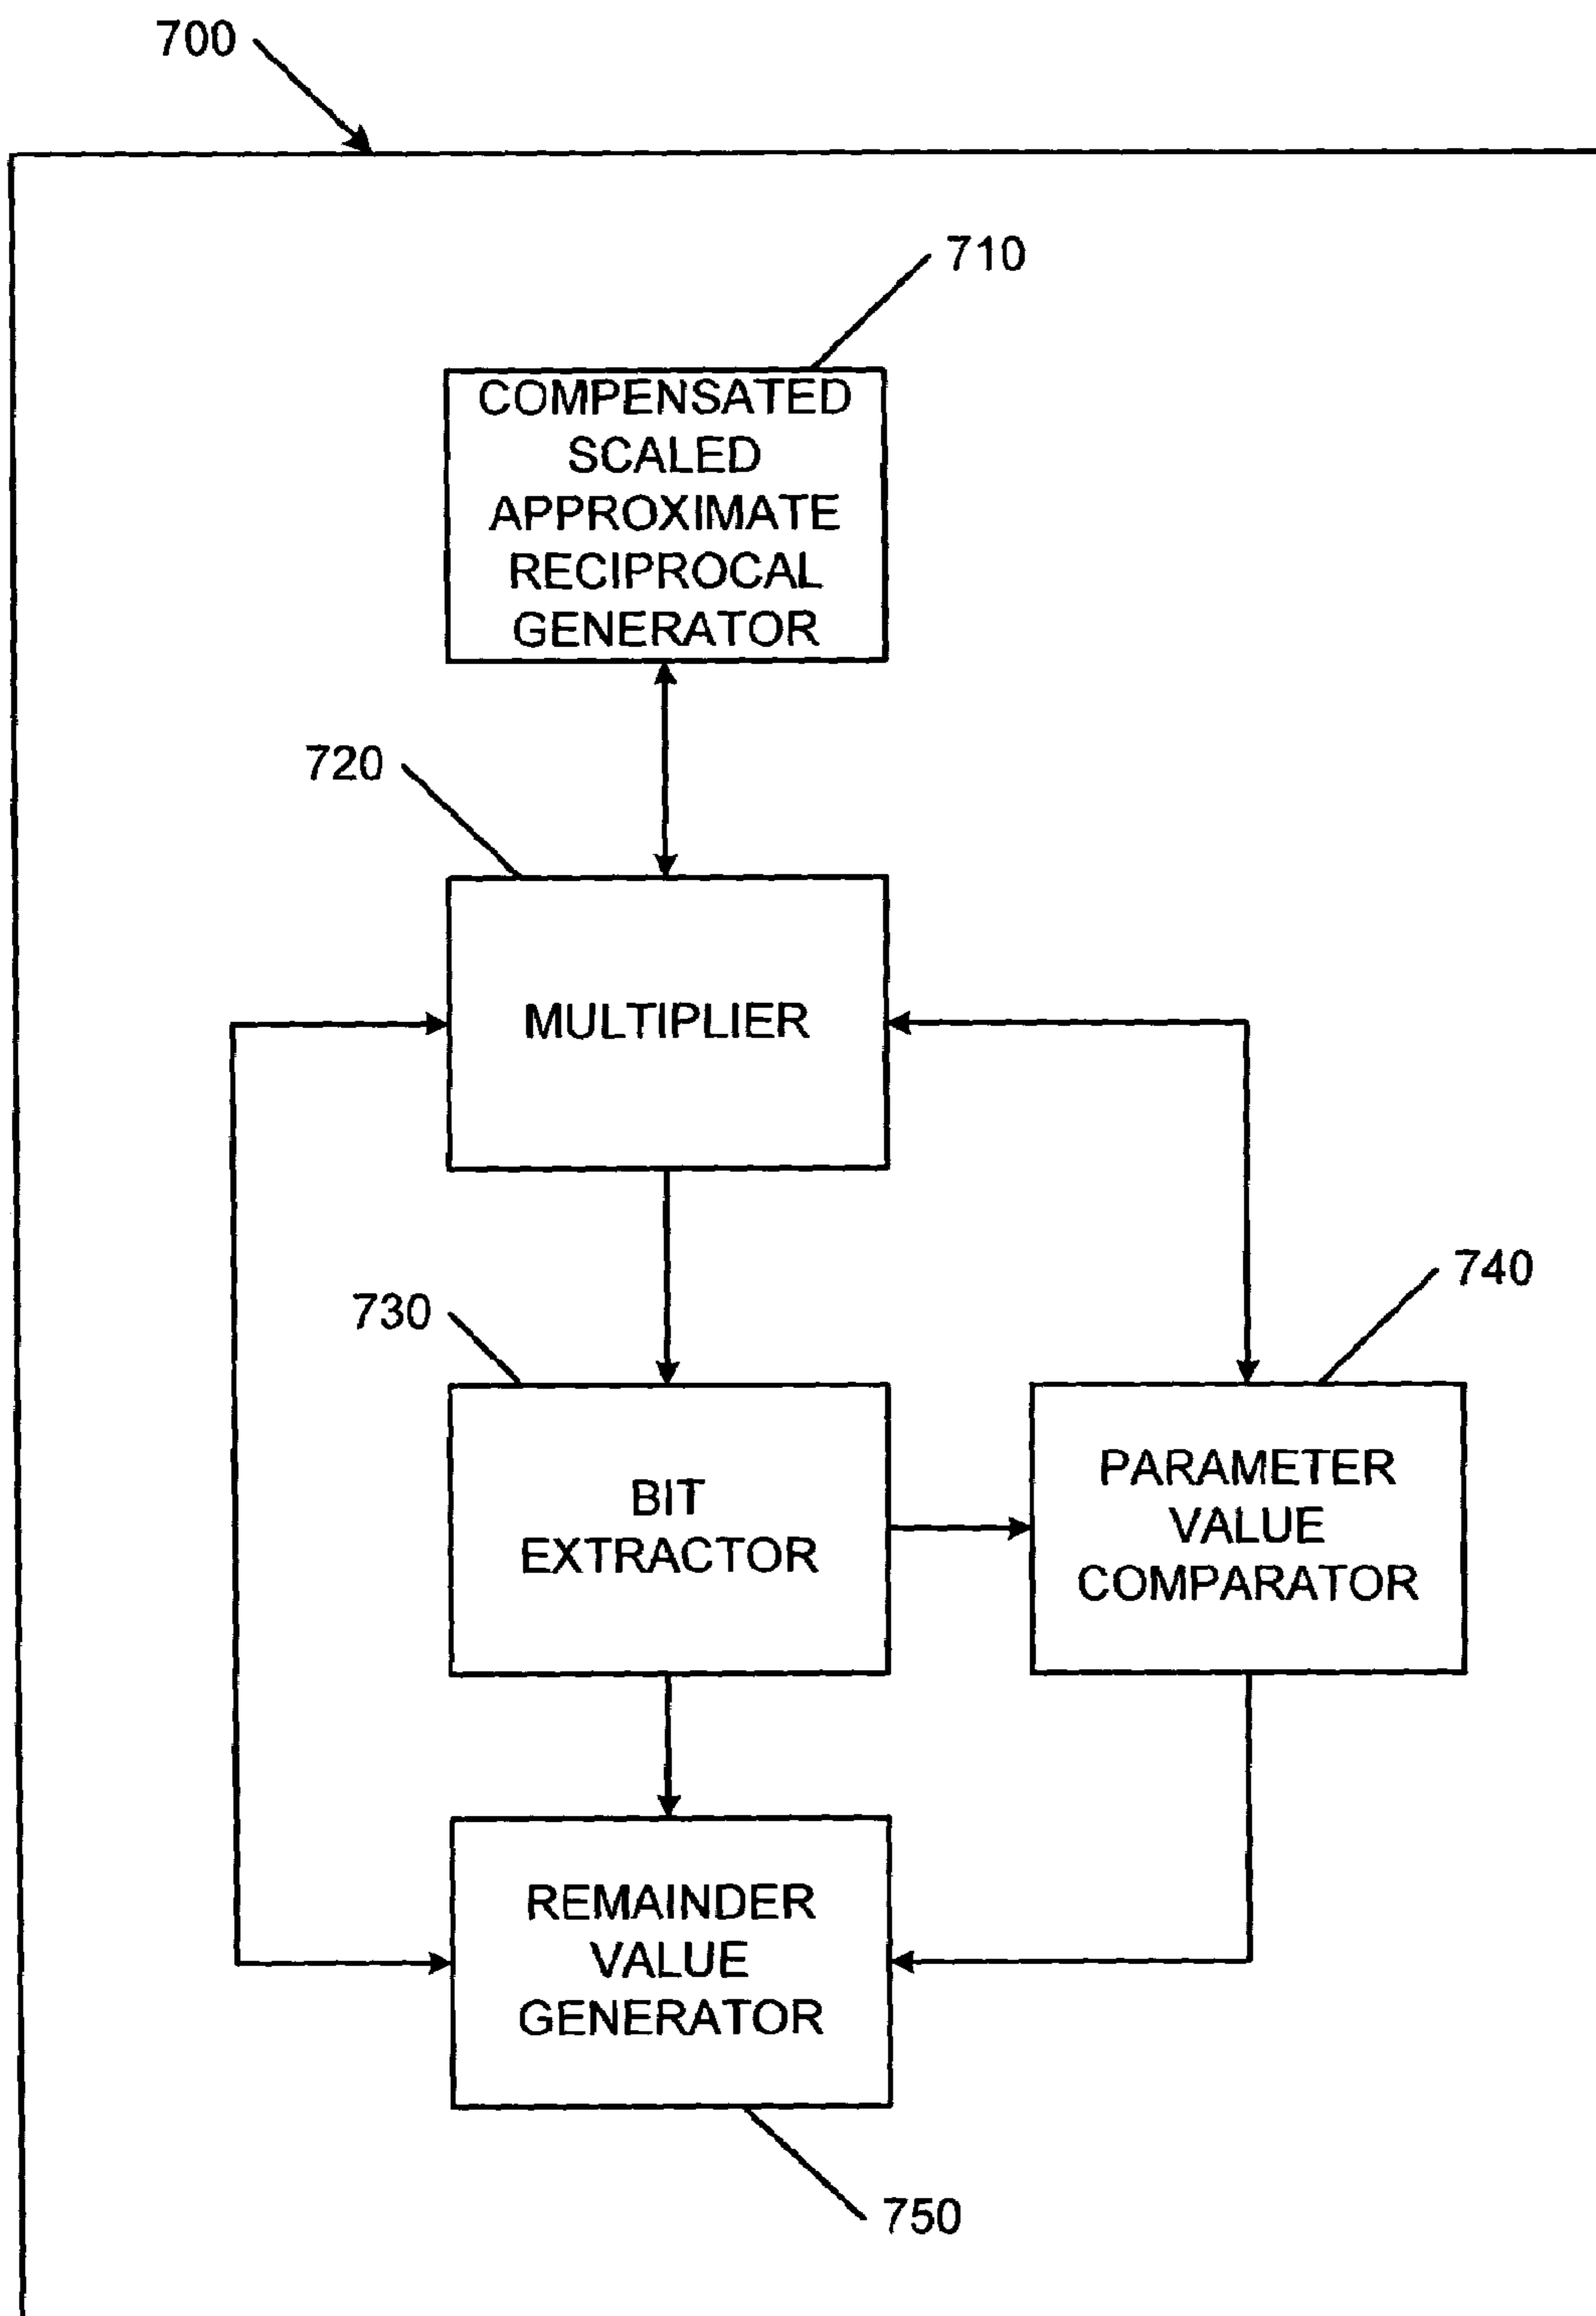 700
710
COMPENSATED
SCALED
APPROXIMATE
RECIPROCAL
GENERATOR
720
MULTIPLIER
730
740
BIT
EXTRACTOR
PARAMETER
VALUE
COMPARATOR
REMAINDER
VALUE
GENERATOR
750